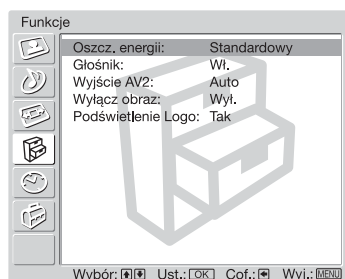 Funkcje
Oszcz. energii: Standardowy
Głośnik: Wł.
Wyjście AV2: Auto
Wyłącz obraz: Wył.
Podświetlenie Logo: Tak
Wybór: Ust.: OK Cof.: Wyj.: MENU